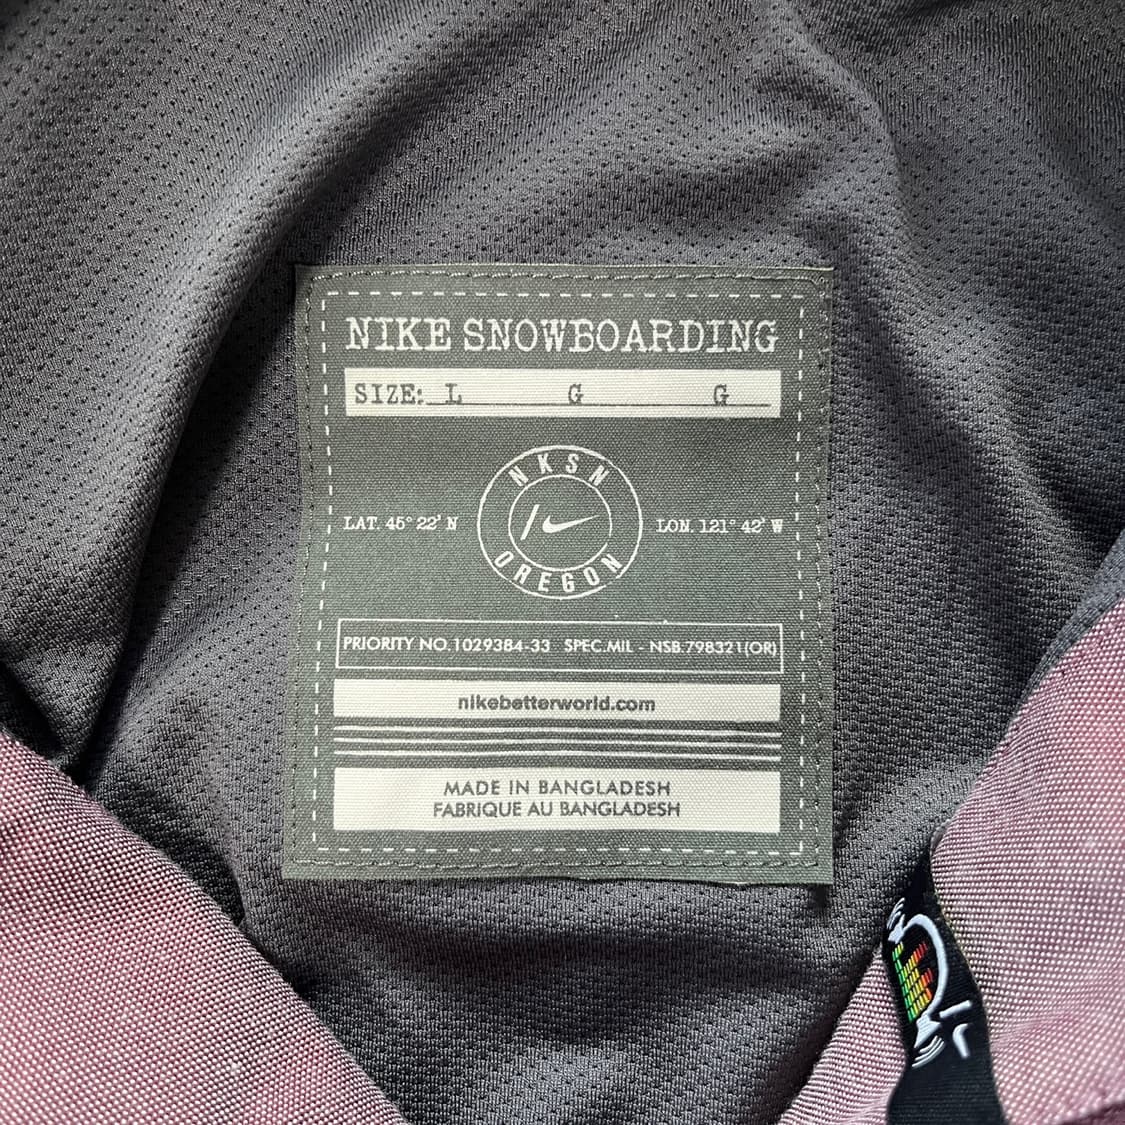 NIKE SNOWBOARDING
SIZE: L G G
NKSN
LAT. 45° 22' N LON. 121° 42' W
OREGON
PRIORITY NO.1029384-33 SPEC.MIL - NSB.798321(OR)
nikebetterworld.com
MADE IN BANGLADESH
FABRIQUE AU BANGLADESH